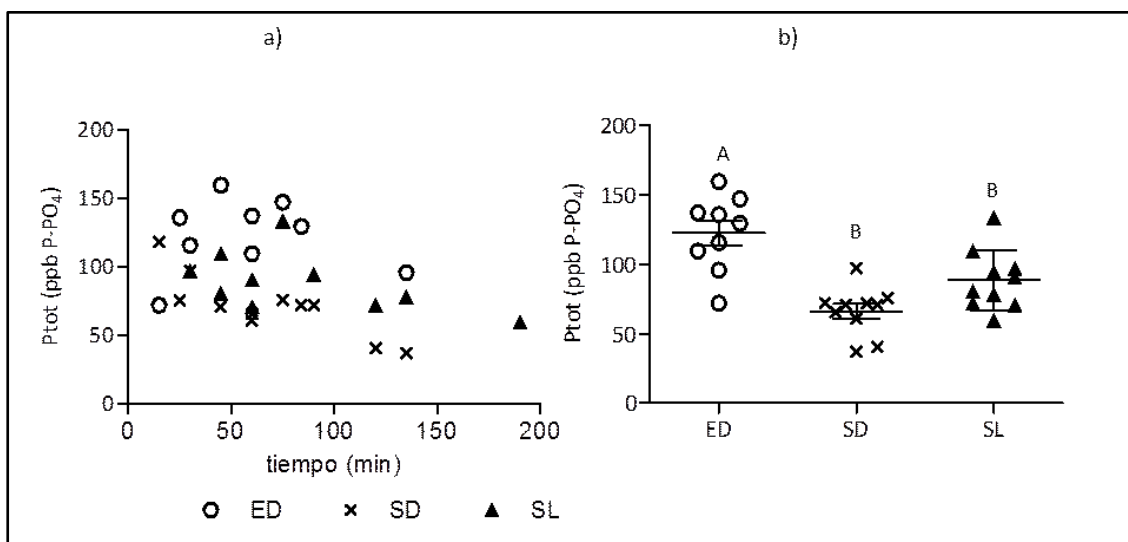 a)
b)
200
150
100
50
0
Ptot (ppb P-PO4)
0 50 100 150 200
tiempo (min)
ED SD SL
200
150
100
50
0
Ptot (ppb P-PO4)
A
B
B
ED SD SL